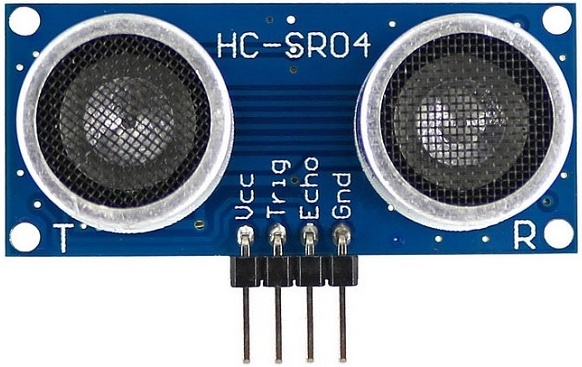 HC-SR04
Vcc
Trig
Echo
Gnd
T
R